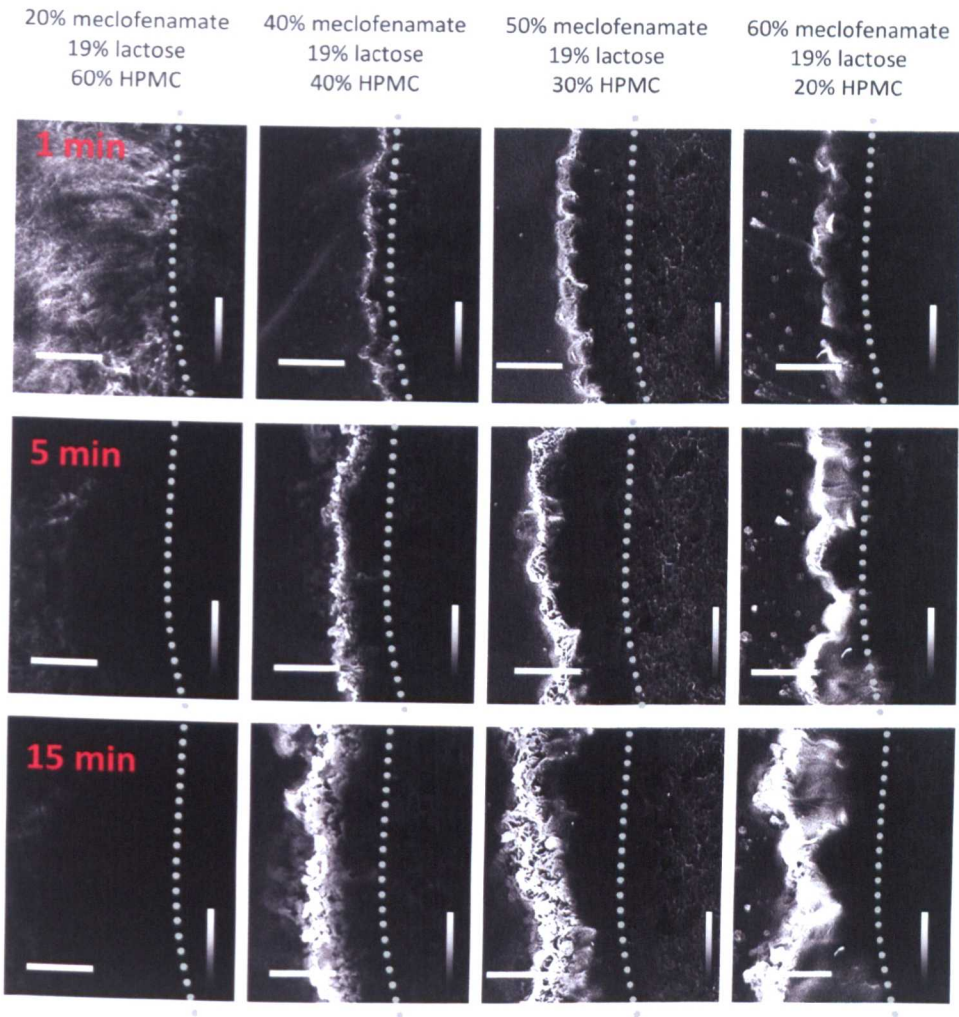 20% meclofenamate
19% lactose
60% HPMC
40% meclofenamate
19% lactose
40% HPMC
50% meclofenamate
19% lactose
30% HPMC
60% meclofenamate
19% lactose
20% HPMC
1 min
5 min
15 min